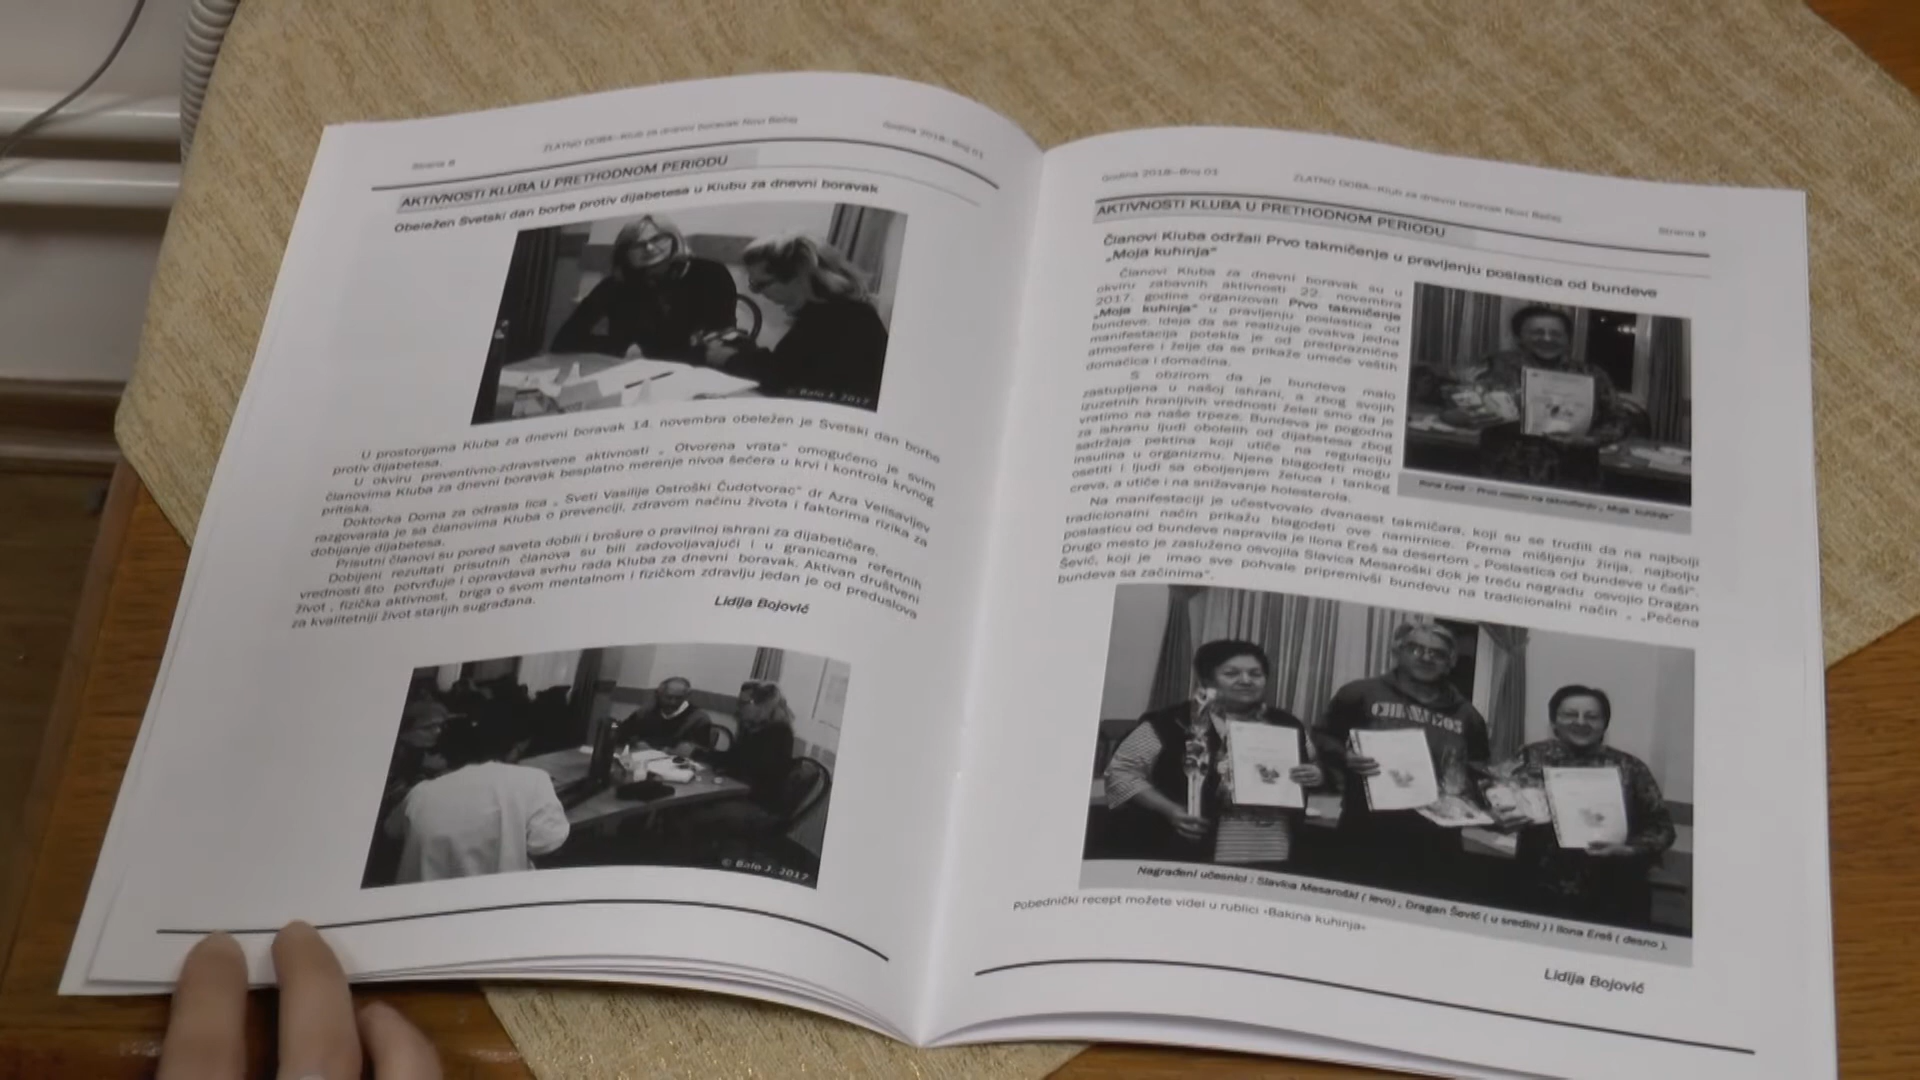 Strana 8
ZLATNO DOBA--Klub za dnevni boravak Novi Bečej
Godina 2018--Broj 01
AKTIVNOSTI KLUBA U PRETHODNOM PERIODU
Obeležen Svetski dan borbe protiv dijabetesa u Klubu za dnevni boravak
© Balo J. 2017
U prostorijama Kluba za dnevni boravak 14. novembra obeležen je Svetski dan borbe
protiv dijabetesa.
U okviru preventivno-zdravstvene aktivnosti „ Otvorena vrata“ omogućeno je svim
članovima Kluba za dnevni boravak besplatno merenje nivoa šećera u krvi i kontrola krvnog
pritiska.
Doktorka Doma za odrasla lica „ Sveti Vasilije Ostroški Čudotvorac“ dr Azra Velisavljev
razgovarala je sa članovima Kluba o prevenciji, zdravom načinu života i faktorima rizika za
dobijanje dijabetesa.
Prisutni članovi su pored saveta dobili i brošure o pravilnoj ishrani za dijabetičare.
Dobijeni rezultati prisutnih članova su bili zadovoljavajući i u granicama refertnih
vrednosti što potvrđuje i opravdava svrhu rada Kluba za dnevni boravak. Aktivan društveni
život , fizička aktivnost, briga o svom mentalnom i fizičkom zdravlju jedan je od preduslova
za kvalitetniji život starijih sugrađana.
Lidija Bojović
© Balo J. 2017
Godina 2018--Broj 01
ZLATNO DOBA--Klub za dnevni boravak Novi Bečej
Strana 9
AKTIVNOSTI KLUBA U PRETHODNOM PERIODU
Članovi Kluba održali Prvo takmičenje u pravljenju poslastica od bundeve
„Moja kuhinja“
Članovi Kluba za dnevni boravak su u
okviru zabavnih aktivnosti 22. novembra
2017. godine organizovali Prvo takmičenje
„Moja kuhinja“ u pravljenju poslastica od
bundeve. Ideja da se realizuje ovakva jedna
manifestacija potekla je od predpraznične
atmosfere i želje da se prikaže umeće veštih
domaćica i domaćina.
S obzirom da je bundeva malo
zastupljena u našoj ishrani, a zbog svojih
izuzetnih hranljivih vrednosti želeli smo da je
vratimo na naše trpeze. Bundeva je pogodna
za ishranu ljudi obolelih od dijabetesa zbog
sadržaja pektina koji utiče na regulaciju
insulina u organizmu. Njene blagodeti mogu
osetiti i ljudi sa oboljenjem želuca i tankog
creva, a utiče i na snižavanje holesterola.
Ilona Ereš – Prvo mesto na takmičenju „ Moja kuhinja“
Na manifestaciji je učestvovalo dvanaest takmičara, koji su se trudili da na najbolji
tradicionalni način prikažu blagodeti ove namirnice. Prema mišljenju žirija, najbolju
poslasticu od bundeve napravila je Ilona Ereš sa desertom „ Poslastica od bundeve u čaši“.
Drugo mesto je zasluženo osvojila Slavica Mesaroški dok je treću nagradu osvojio Dragan
Šević, koji je imao sve pohvale pripremivši bundevu na tradicionalni način „ „Pečena
bundeva sa začinima“.
Nagrađeni učesnici : Slavica Mesaroški ( levo) , Dragan Šević ( u sredini ) i Ilona Ereš ( desno ).
Pobednički recept možete videi u rublici «Bakina kuhinja»
Lidija Bojović